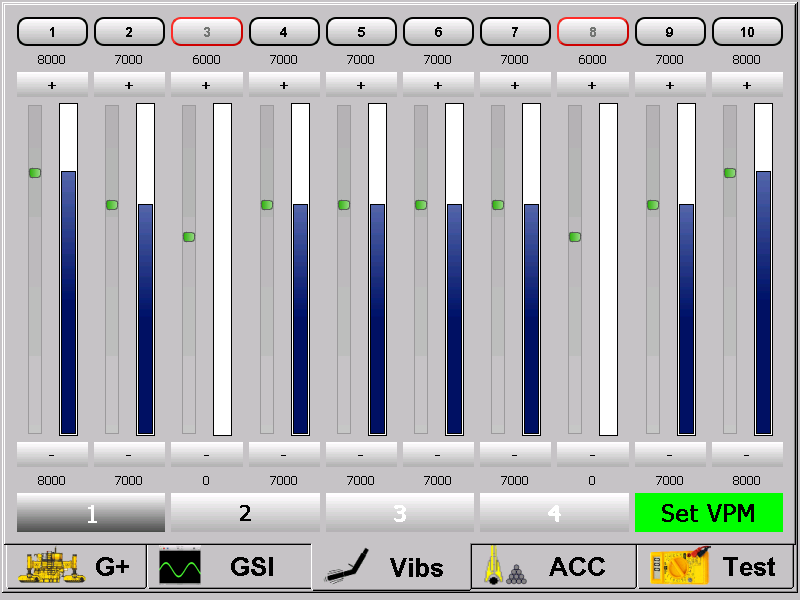 1 2 3 4 5 6 7 8 9 10
8000 7000 6000 7000 7000 7000 7000 6000 7000 8000
+ + + + + + + + + +
- - - - - - - - - -
8000 7000 0 7000 7000 7000 7000 0 7000 8000
1 2 3 4 Set VPM
G+ GSI Vibs ACC Test